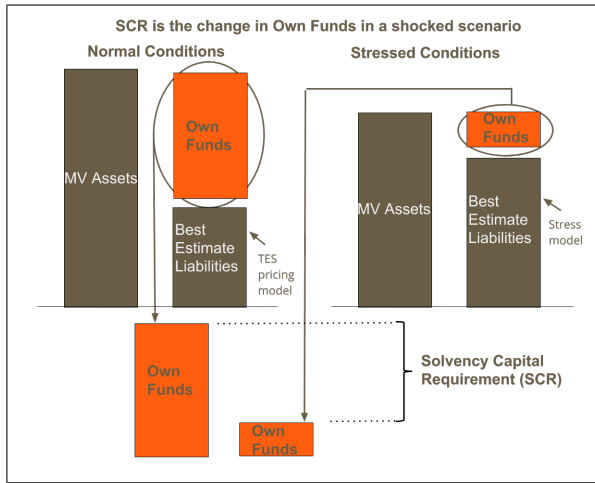 SCR is the change in Own Funds in a shocked scenario
Normal Conditions
Stressed Conditions
MV Assets
Own
Funds
Best
Estimate
Liabilities
TES
pricing
model
MV Assets
Own
Funds
Best
Estimate
Liabilities
Stress
model
Own
Funds
Own
Funds
Solvency Capital
Requirement (SCR)